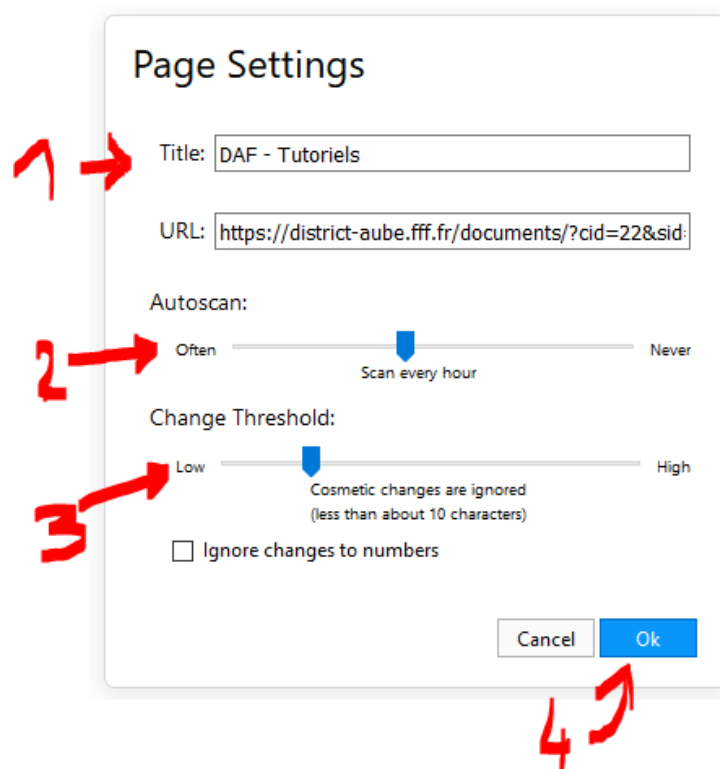 Page Settings
1
Title: DAF - Tutoriels
URL: https://district-aube.fff.fr/documents/?cid=22&sid
Autoscan:
2
Often Never
Scan every hour
Change Threshold:
Low High
3
Cosmetic changes are ignored
(less than about 10 characters)
Ignore changes to numbers
Cancel Ok
4